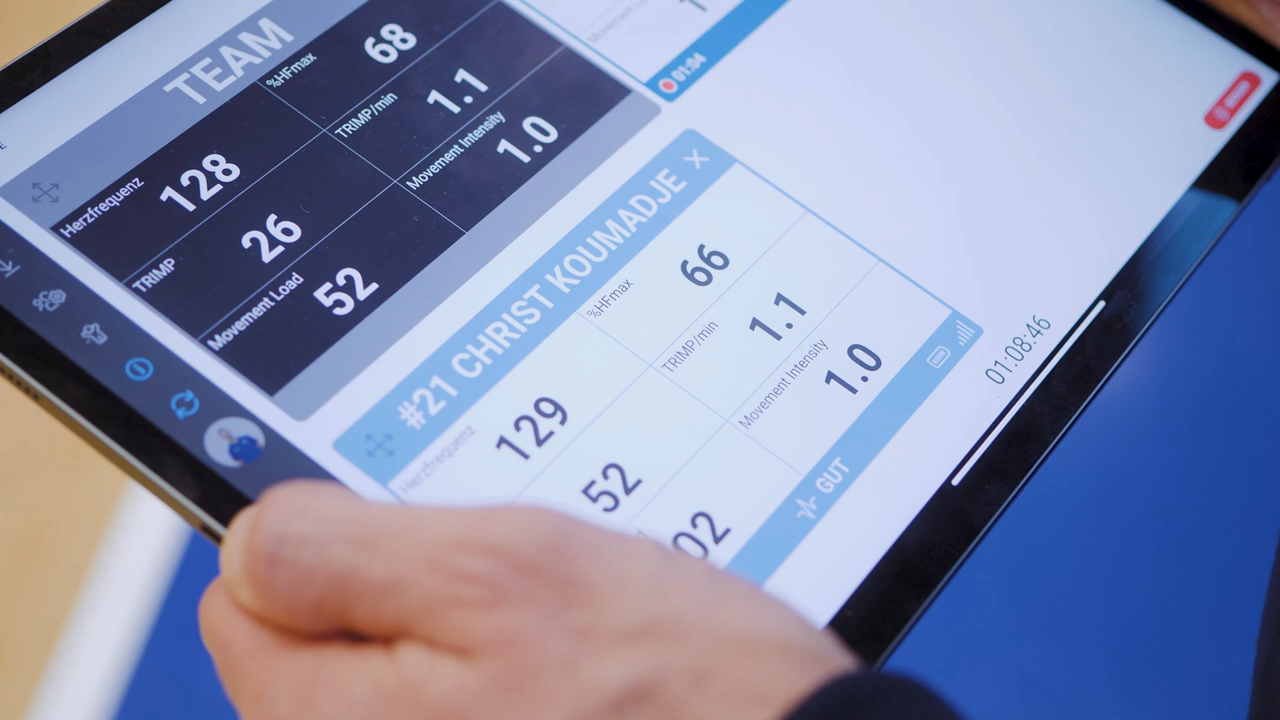 TEAM
Herzfrequenz
128
%HFmax
68
TRIMP
26
TRIMP/min
1.1
Movement Load
52
Movement Intensity
1.0
1
01:04
#21 CHRIST KOUMADJE
Herzfrequenz
129
%HFmax
66
52
TRIMP/min
1.1
02
Movement Intensity
1.0
GUT
01:08:46